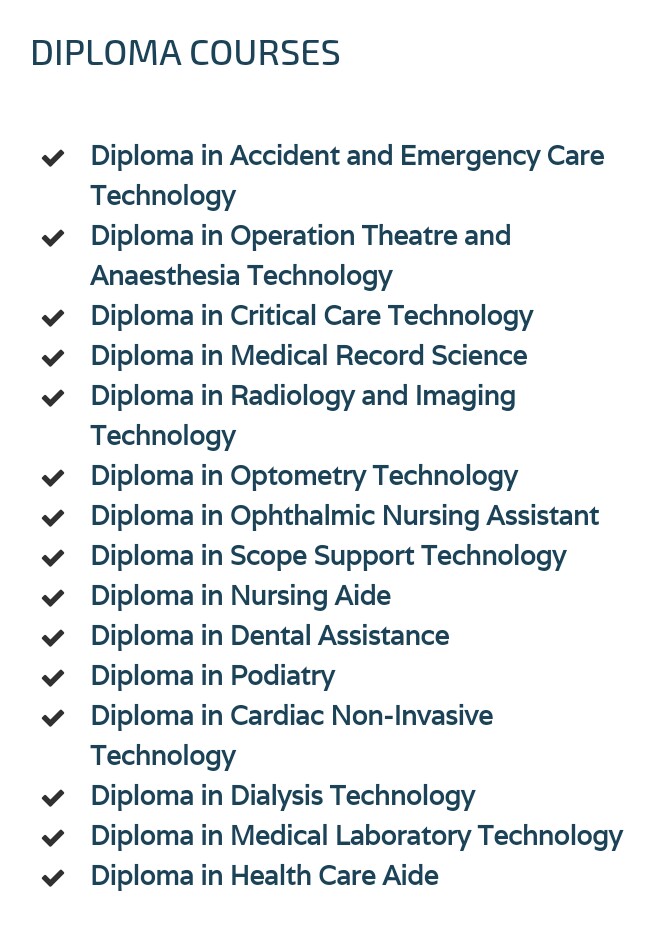 DIPLOMA COURSES
Diploma in Accident and Emergency Care
Technology
Diploma in Operation Theatre and
Anaesthesia Technology
Diploma in Critical Care Technology
Diploma in Medical Record Science
Diploma in Radiology and Imaging
Technology
Diploma in Optometry Technology
Diploma in Ophthalmic Nursing Assistant
Diploma in Scope Support Technology
Diploma in Nursing Aide
Diploma in Dental Assistance
Diploma in Podiatry
Diploma in Cardiac Non-Invasive
Technology
Diploma in Dialysis Technology
Diploma in Medical Laboratory Technology
Diploma in Health Care Aide